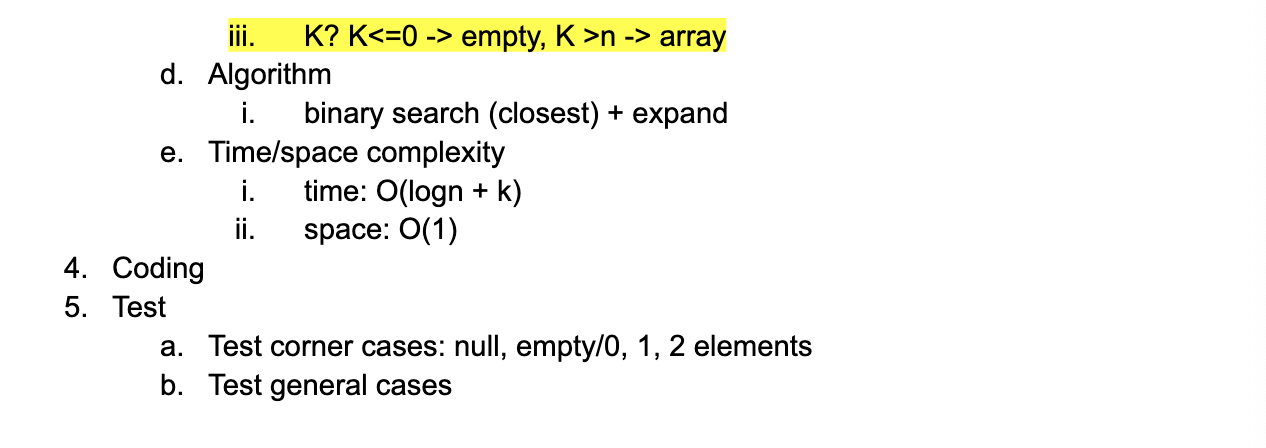 iii. K? K<=0 -> empty, K >n -> array
d. Algorithm
i. binary search (closest) + expand
e. Time/space complexity
i. time: O(logn + k)
ii. space: O(1)
4. Coding
5. Test
a. Test corner cases: null, empty/0, 1, 2 elements
b. Test general cases